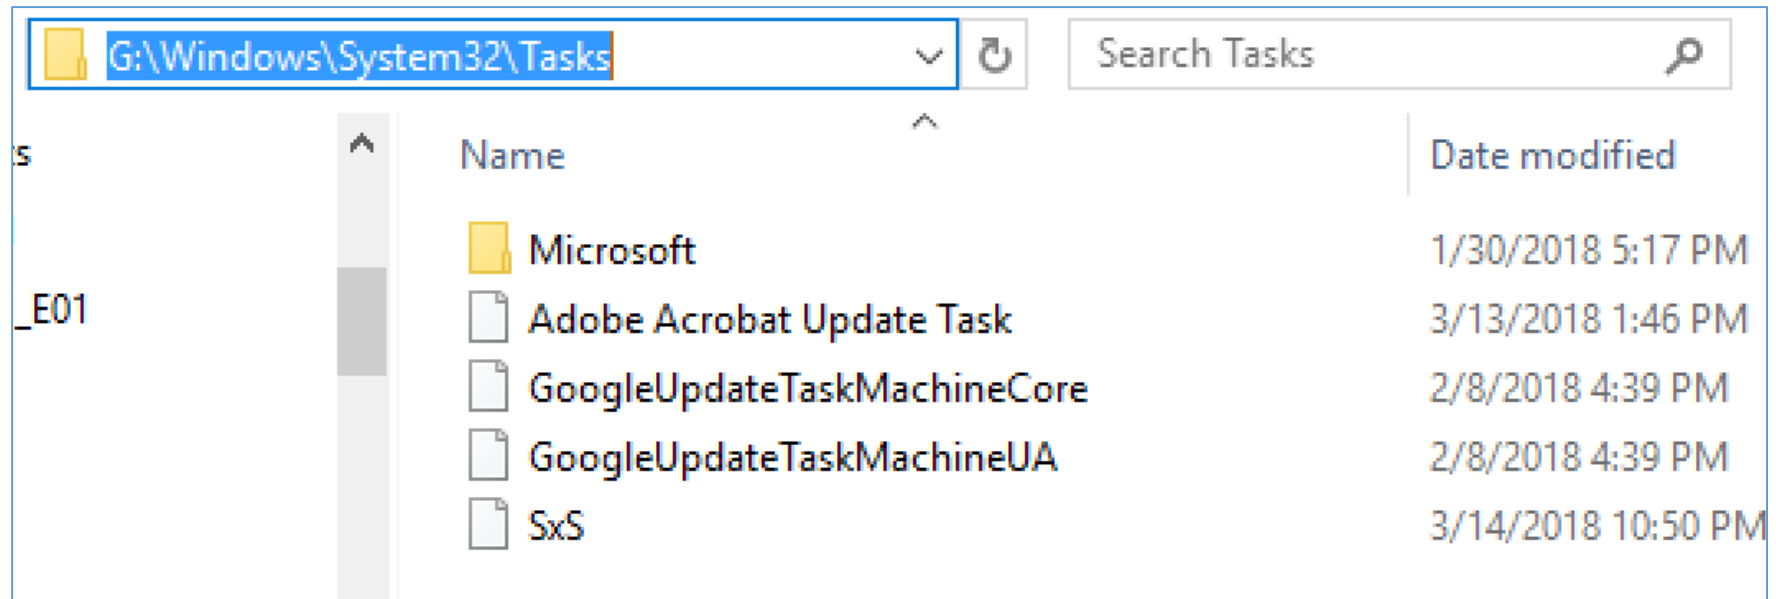 G:\Windows\System32\Tasks Search Tasks
s Name Date modified
Microsoft 1/30/2018 5:17 PM
_E01 Adobe Acrobat Update Task 3/13/2018 1:46 PM
GoogleUpdateTaskMachineCore 2/8/2018 4:39 PM
GoogleUpdateTaskMachineUA 2/8/2018 4:39 PM
SxS 3/14/2018 10:50 PM